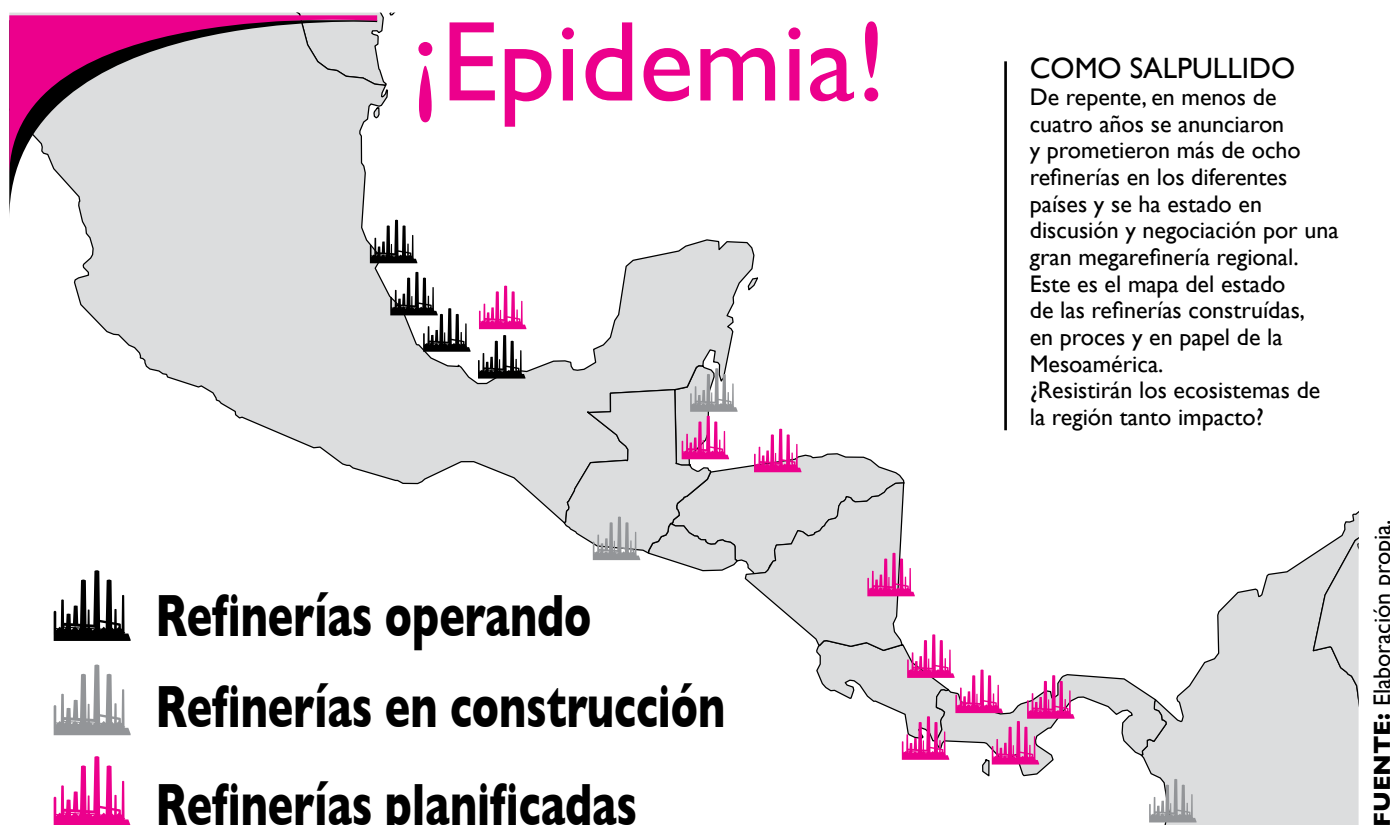 ¡Epidemia!
COMO SALPULLIDO
De repente, en menos de
cuatro años se anunciaron
y prometieron más de ocho
refinerías en los diferentes
países y se ha estado en
discusión y negociación por una
gran megarefinería regional.
Este es el mapa del estado
de las refinerías construídas,
en proces y en papel de la
Mesoamérica.
¿Resistirán los ecosistemas de
la región tanto impacto?
Refinerías operando
Refinerías en construcción
Refinerías planificadas
FUENTE: Elaboración propia.